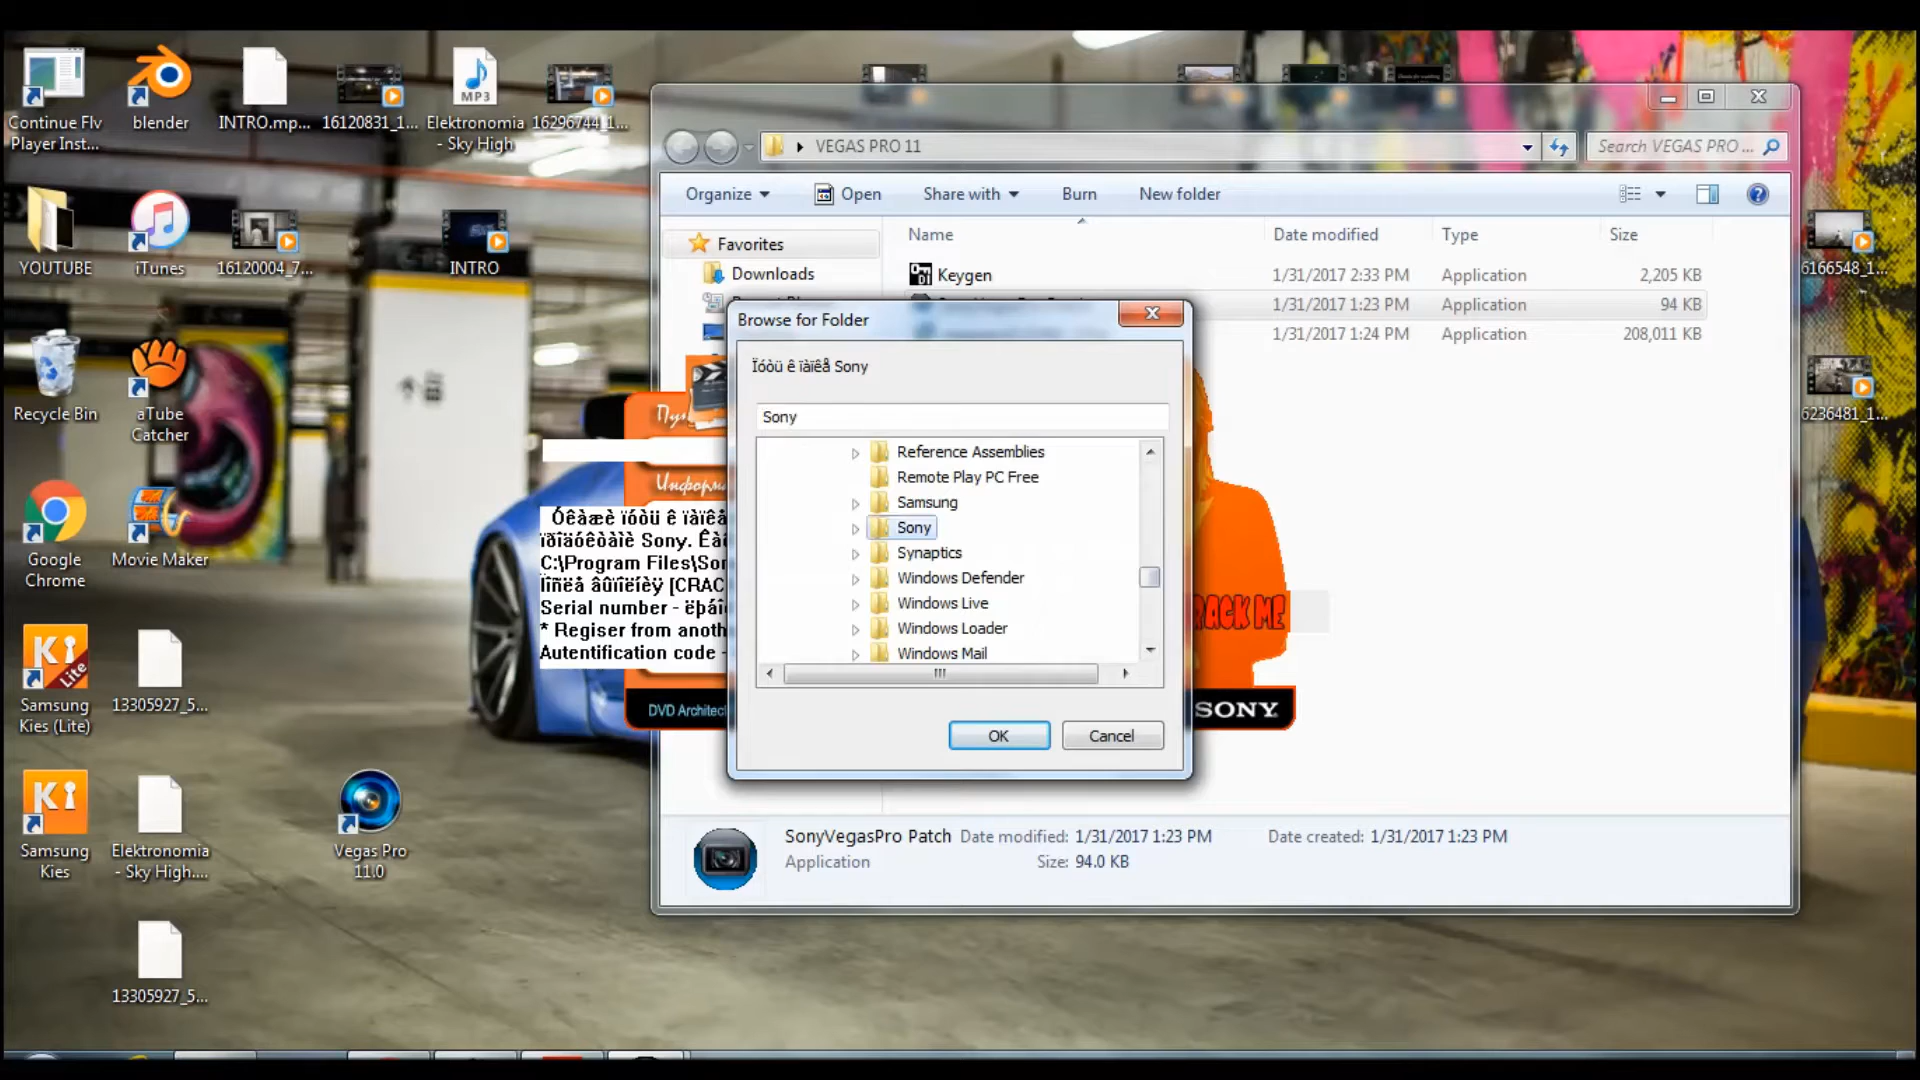 Continue Flv
Player Inst...
blender
INTRO.mp...
16120831_1...
MP3
Elektronomia
- Sky High
16296744_1...
YOUTUBE
iTunes
16120004_7...
INTRO
Recycle Bin
aTube
Catcher
Google
Chrome
Movie Maker
Ki
Lite
Samsung
Kies (Lite)
13305927_5...
Ki
Samsung
Kies
Elektronomia
- Sky High....
Vegas Pro
11.0
13305927_5...
6166548_1...
6236481_1...
VEGAS PRO 11
Search VEGAS PRO ...
Organize
Open
Share with
Burn
New folder
Favorites
Downloads
Name
Date modified
Type
Size
Keygen
1/31/2017 2:33 PM
Application
2,205 KB
1/31/2017 1:23 PM
Application
94 KB
1/31/2017 1:24 PM
Application
208,011 KB
Browse for Folder
Ïóòü ê ïàïêå Sony
Sony
Reference Assemblies
Remote Play PC Free
Samsung
Sony
Synaptics
Windows Defender
Windows Live
Windows Loader
Windows Mail
OK
Cancel
Óêàæè ïóòü ê ïàïêå
ïðîäóêòàìè Sony.
C:\Program Files\Son
[CRAC
Serial number -
* Regiser from anoth
Autentification code -
DVD Architec
RACK ME
SONY
SonyVegasPro Patch
Date modified: 1/31/2017 1:23 PM
Date created: 1/31/2017 1:23 PM
Application
Size: 94.0 KB